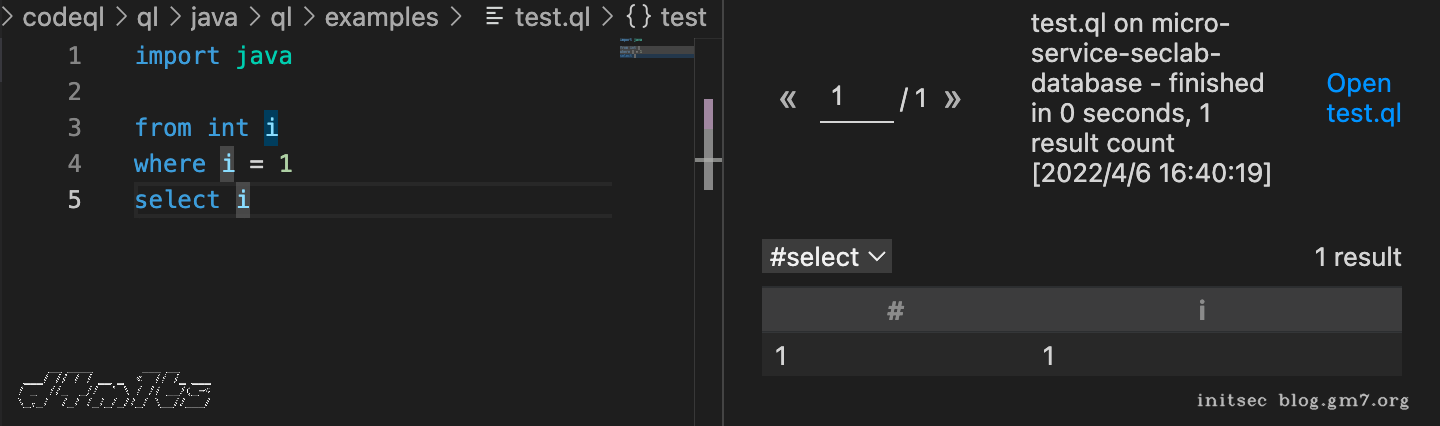 codeql > ql > java > ql > examples > test.ql > {} test
1 import java
2
3 from int i
4 where i = 1
5 select i
« 1 / 1 »
test.ql on micro-
service-seclab-
database - finished
in 0 seconds, 1
result count
[2022/4/6 16:40:19]
Open
test.ql
#select
1 result
# i
1 1
d4m1ts
initsec blog.gm7.org